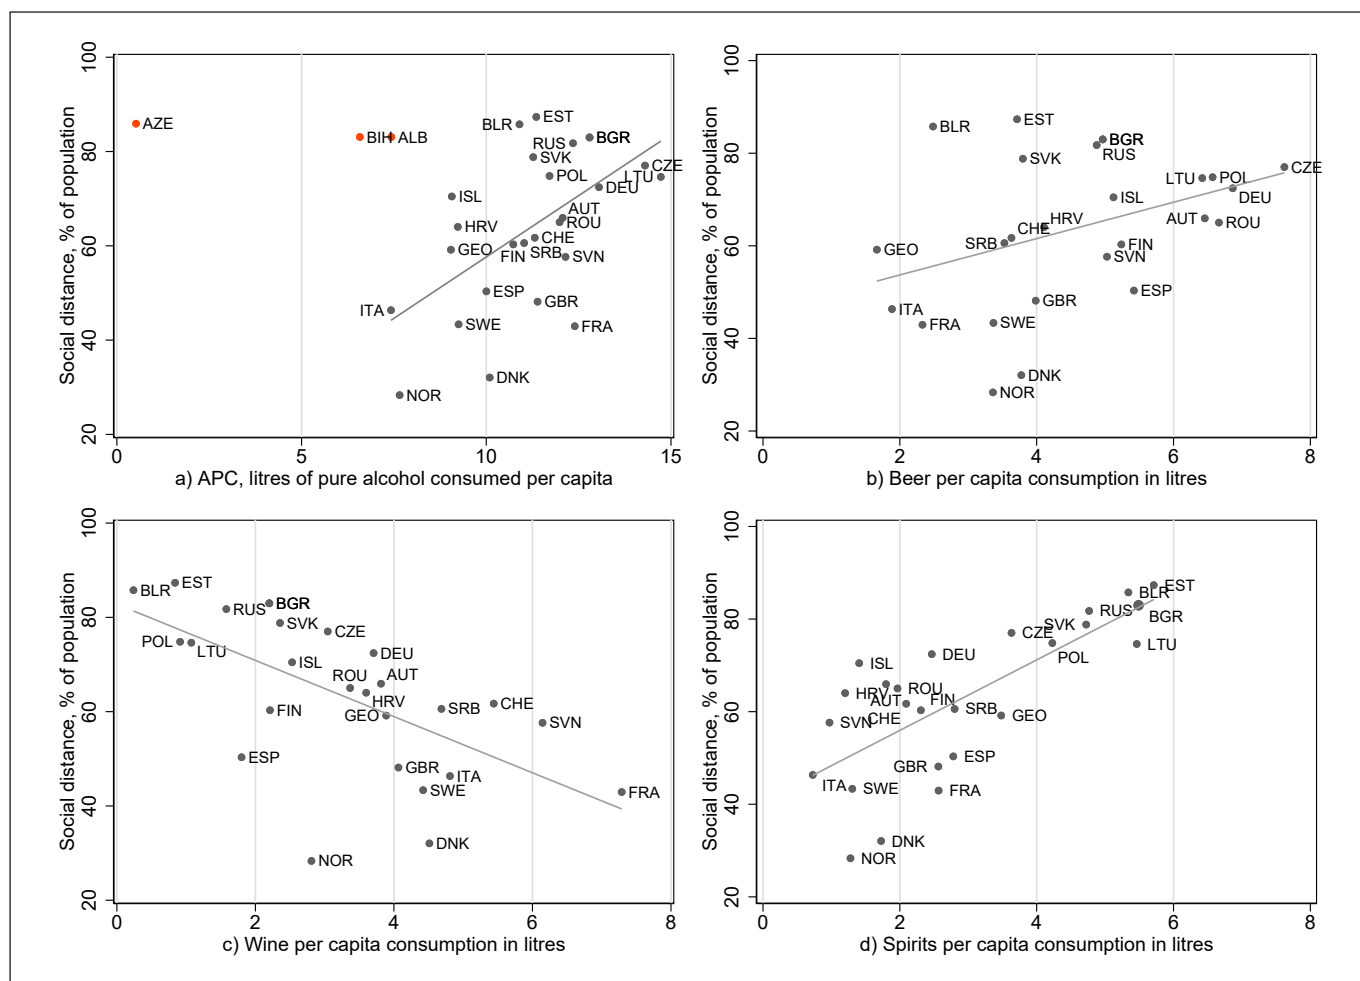 Social distance, % of population
100
80
60
40
20
AZE
BIH ALB
BLR EST
RUS BGR
SVK
POL
CZE
LTU
DEU
ISL
AUT
ROU
HRV
CHE
GEO FIN SRB SVN
ESP
GBR
ITA
SWE FRA
DNK
NOR
0 5 10 15
a) APC, litres of pure alcohol consumed per capita
Social distance, % of population
100
80
60
40
20
BLR EST
BGR
RUS
SVK
CZE
LTU POL
DEU
ISL
AUT ROU
CHE HRV
SRB
FIN
GEO
SVN
ESP
GBR
ITA
FRA SWE
DNK
NOR
0 2 4 6 8
b) Beer per capita consumption in litres
Social distance, % of population
100
80
60
40
20
BLR EST
RUS BGR
SVK
CZE
POL LTU
DEU
ISL
ROU AUT
HRV
GEO
FIN
SRB CHE
SVN
ESP
GBR
ITA
SWE FRA
DNK
NOR
0 2 4 6 8
c) Wine per capita consumption in litres
Social distance, % of population
100
80
60
40
20
EST
BLR
RUS BGR
SVK
CZE
POL
LTU
DEU
ISL
HRV ROU
AUT FIN
SRB GEO
SVN CHE
ESP
GBR
ITA SWE FRA
DNK
NOR
0 2 4 6 8
d) Spirits per capita consumption in litres